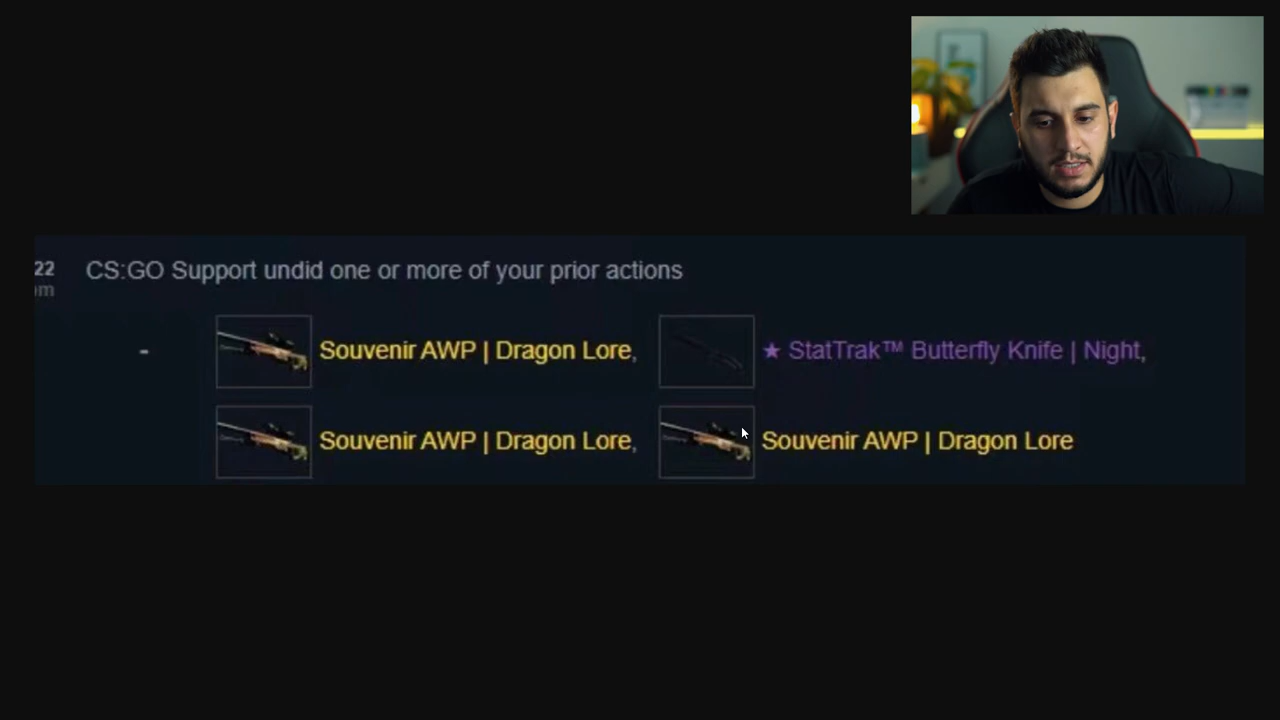 22 CS:GO Support undid one or more of your prior actions
om
- Souvenir AWP | Dragon Lore, ★ StatTrak™ Butterfly Knife | Night,
Souvenir AWP | Dragon Lore, Souvenir AWP | Dragon Lore